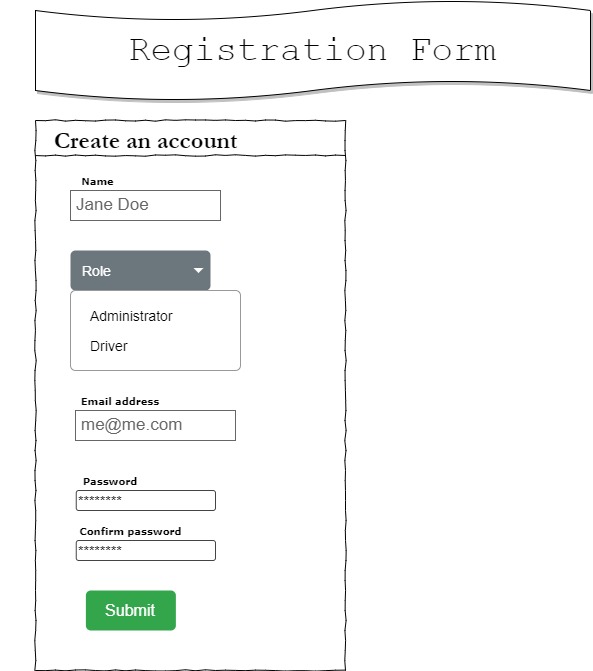 Registration Form
Create an account
Name
Jane Doe
Role
Administrator
Driver
Email address
me@me.com
Password
********
Confirm password
********
Submit